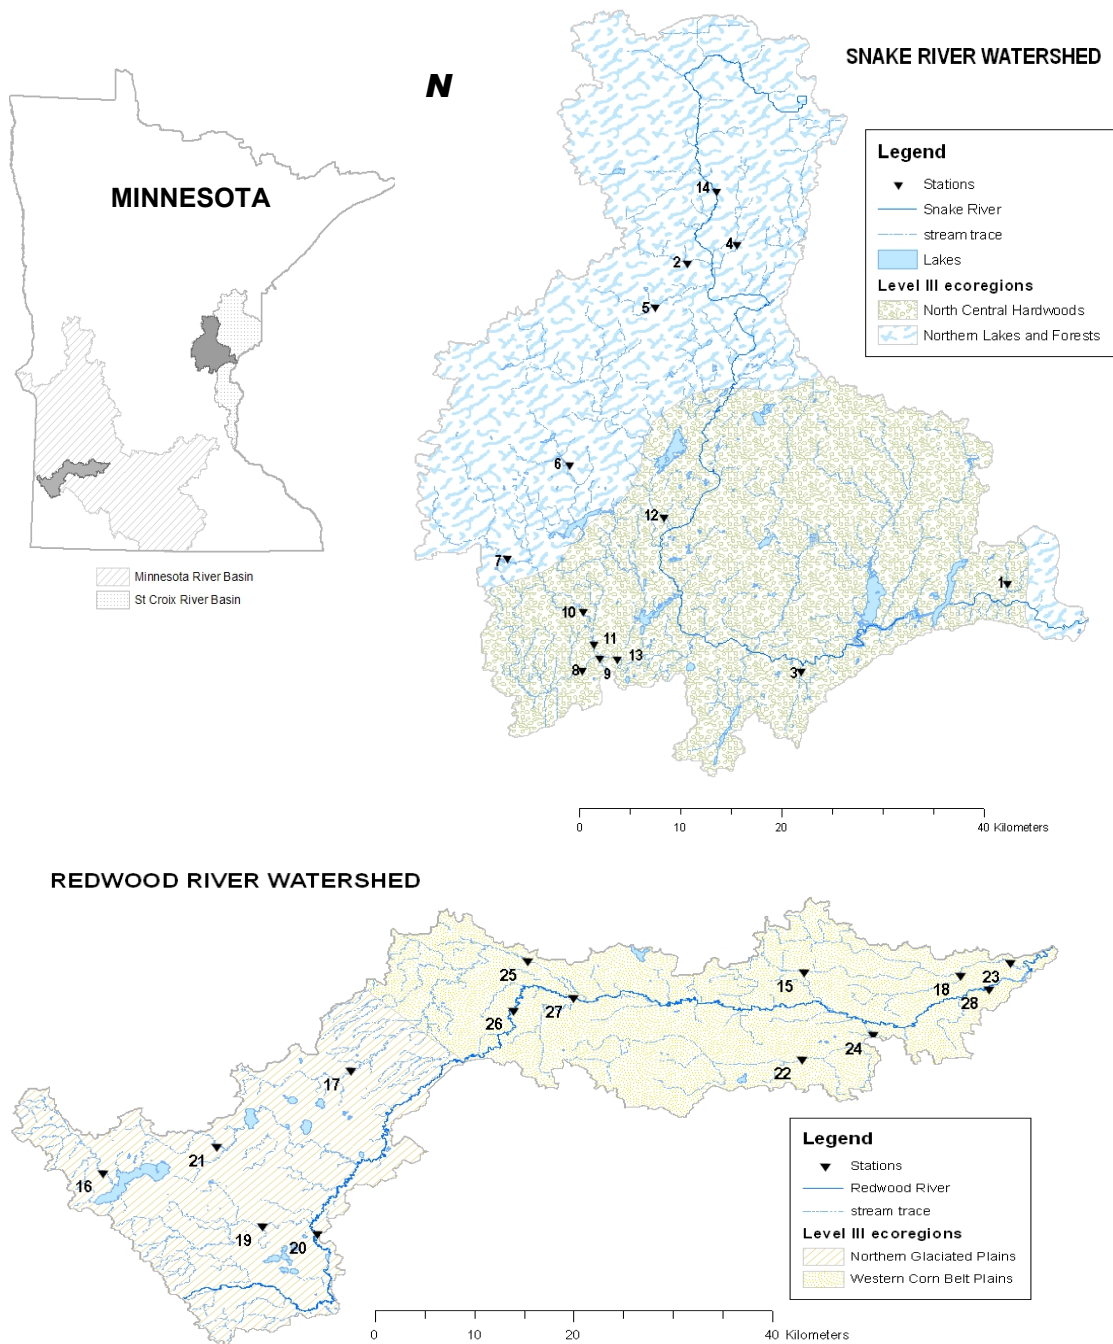 SNAKE RIVER WATERSHED
N
MINNESOTA
Legend
Stations
Snake River
stream trace
Lakes
Level III ecoregions
North Central Hardwoods
Northern Lakes and Forests
14
4
2
5
6
12
7
1
10
11
13
8
9
3
Minnesota River Basin
St Croix River Basin
0 10 20 40 Kilometers
REDWOOD RIVER WATERSHED
25
15
23
18
28
27
26
24
22
17
21
16
19
20
Legend
Stations
Redwood River
stream trace
Level III ecoregions
Northern Glaciated Plains
Western Corn Belt Plains
0 10 20 40 Kilometers